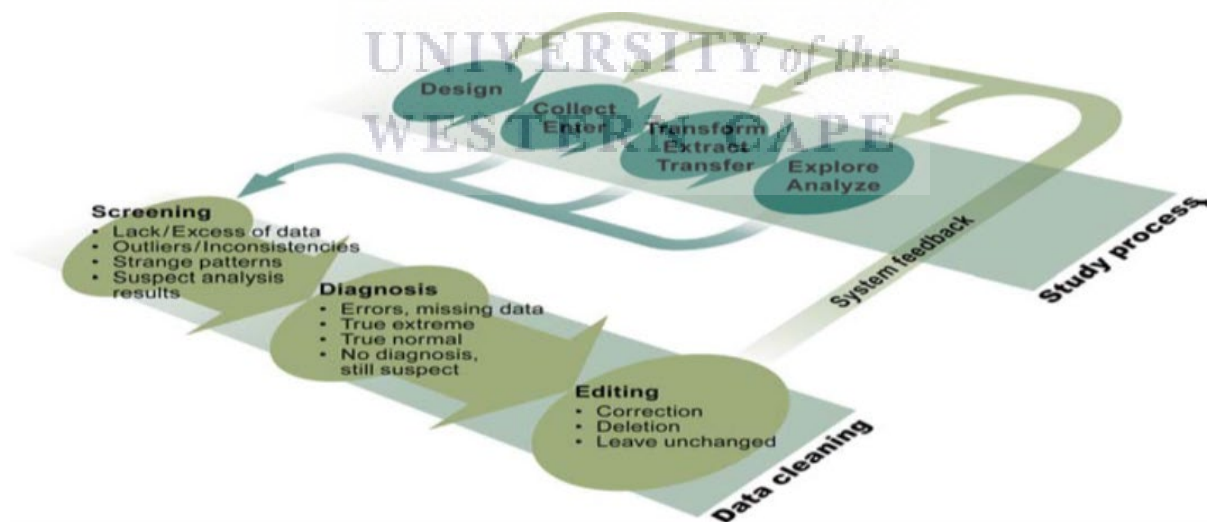 UNIVERSITY of the
WESTERN CAPE
Design
Collect
Enter
Transform
Extract
Transfer
Explore
Analyze
Study process
System feedback
Screening
• Lack/Excess of data
• Outliers/Inconsistencies
• Strange patterns
• Suspect analysis
results
Diagnosis
• Errors, missing data
• True extreme
• True normal
• No diagnosis,
still suspect
Editing
• Correction
• Deletion
• Leave unchanged
Data cleaning